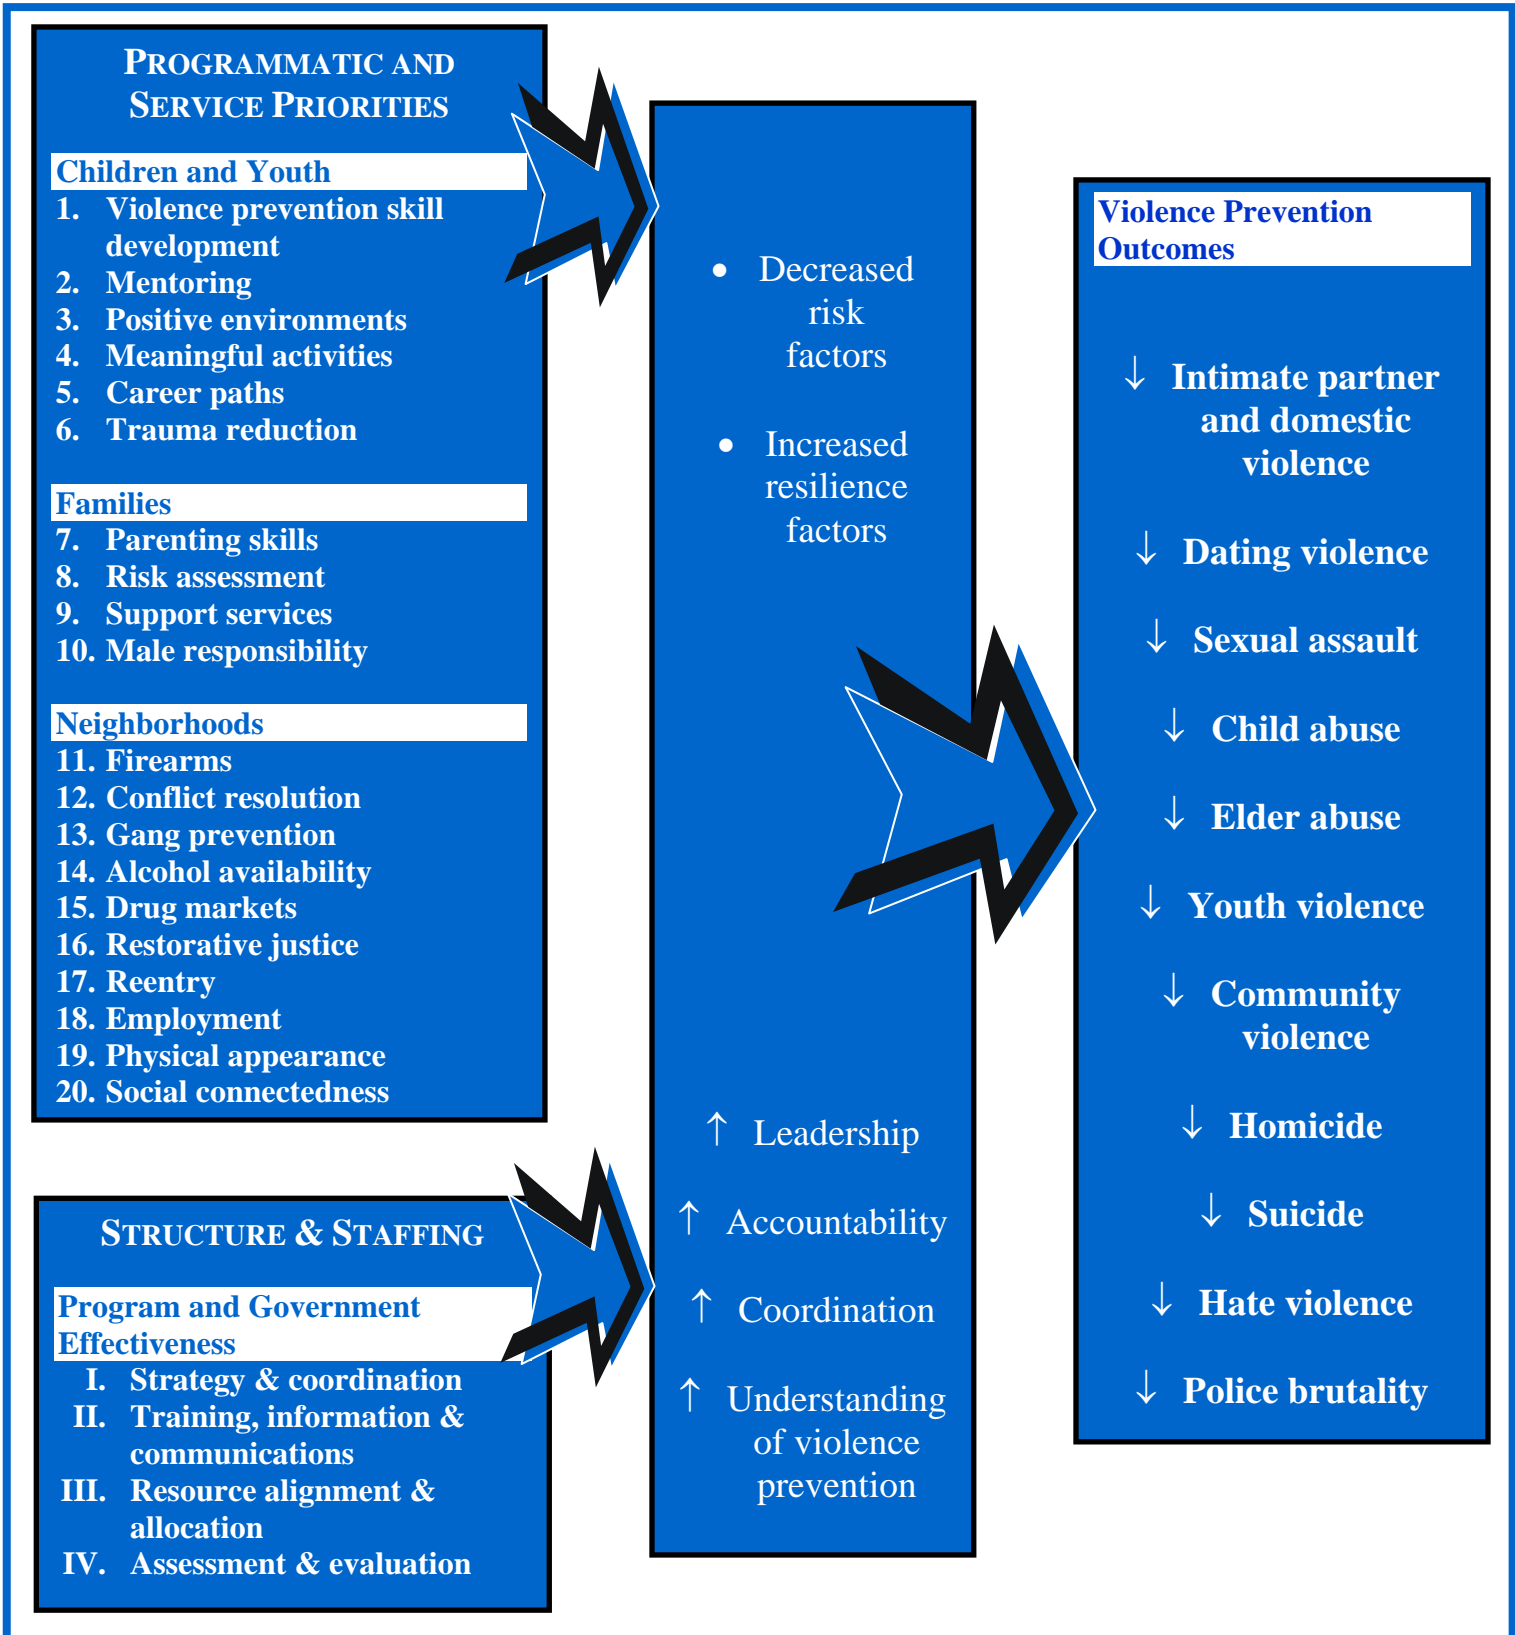 PROGRAMMATIC AND
SERVICE PRIORITIES
Children and Youth
1. Violence prevention skill
development
2. Mentoring
3. Positive environments
4. Meaningful activities
5. Career paths
6. Trauma reduction
Families
7. Parenting skills
8. Risk assessment
9. Support services
10. Male responsibility
Neighborhoods
11. Firearms
12. Conflict resolution
13. Gang prevention
14. Alcohol availability
15. Drug markets
16. Restorative justice
17. Reentry
18. Employment
19. Physical appearance
20. Social connectedness
STRUCTURE & STAFFING
Program and Government
Effectiveness
I. Strategy & coordination
II. Training, information &
communications
III. Resource alignment &
allocation
IV. Assessment & evaluation
• Decreased
risk
factors
• Increased
resilience
factors
↑ Leadership
↑ Accountability
↑ Coordination
↑ Understanding
of violence
prevention
Violence Prevention
Outcomes
↓ Intimate partner
and domestic
violence
↓ Dating violence
↓ Sexual assault
↓ Child abuse
↓ Elder abuse
↓ Youth violence
↓ Community
violence
↓ Homicide
↓ Suicide
↓ Hate violence
↓ Police brutality